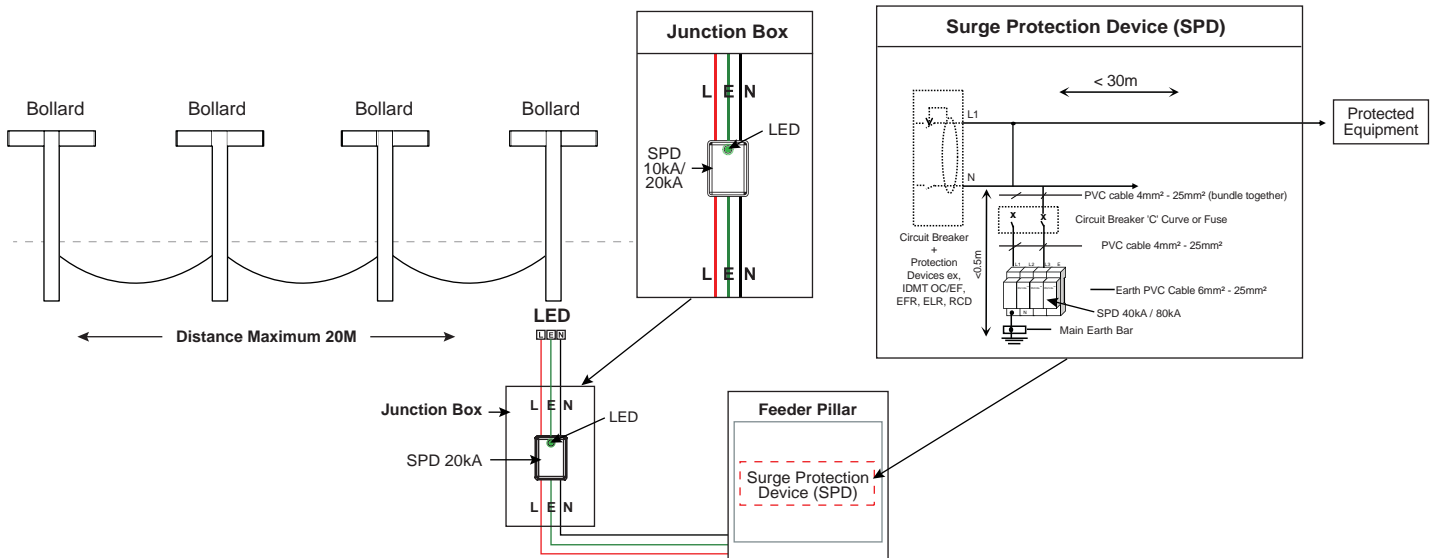 Junction Box
L E N
LED
SPD
10kA/
20kA
L E N
Surge Protection Device (SPD)
< 30m
L1
Protected
Equipment
N
PVC cable 4mm² - 25mm² (bundle together)
Circuit Breaker 'C' Curve or Fuse
PVC cable 4mm² - 25mm²
Circuit Breaker
+
Protection
Devices ex,
IDMT OC/EF,
EFR, ELR, RCD
<0.5m
L1 L2 L3 E
N
Earth PVC Cable 6mm² - 25mm²
SPD 40kA / 80kA
Main Earth Bar
Bollard Bollard Bollard Bollard
Distance Maximum 20M
LED
L E N
Junction Box
L E N
LED
SPD 20kA
L E N
Feeder Pillar
Surge Protection
Device (SPD)